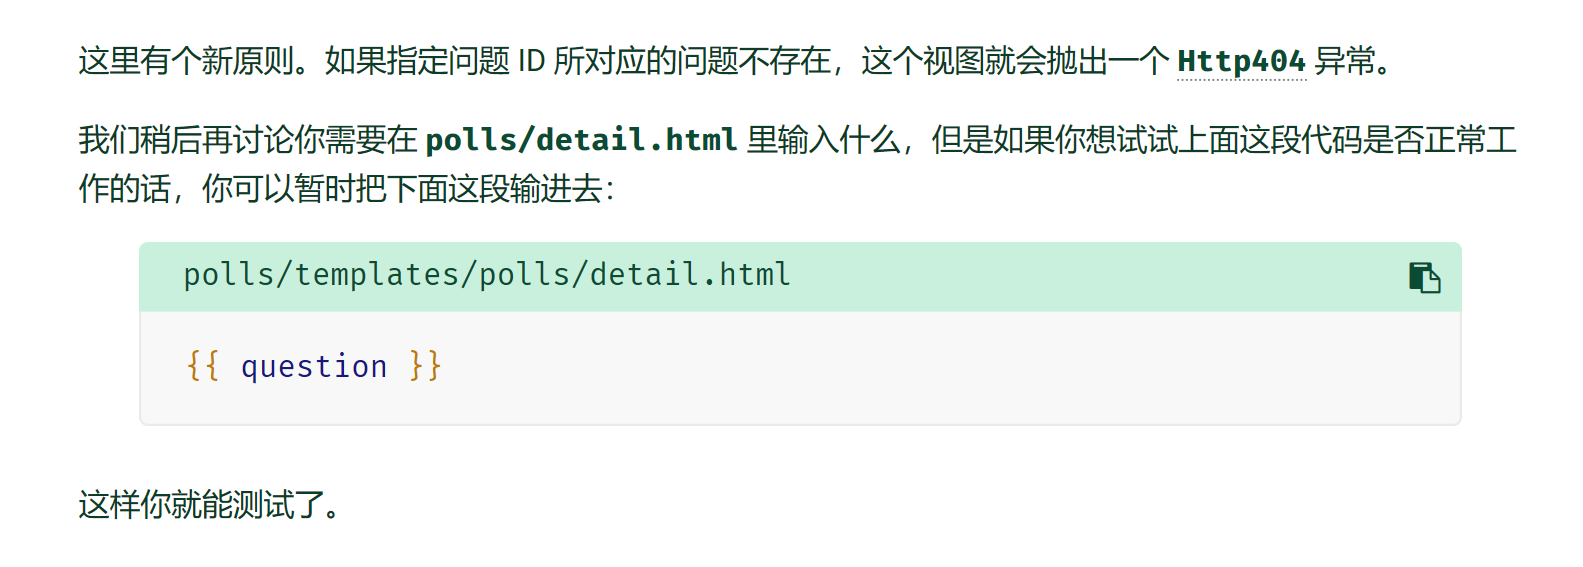 这里有个新原则。如果指定问题 ID 所对应的问题不存在，这个视图就会抛出一个 Http404 异常。
我们稍后再讨论你需要在 polls/detail.html 里输入什么，但是如果你想试试上面这段代码是否正常工
作的话，你可以暂时把下面这段输进去：
polls/templates/polls/detail.html
{{ question }}
这样你就能测试了。